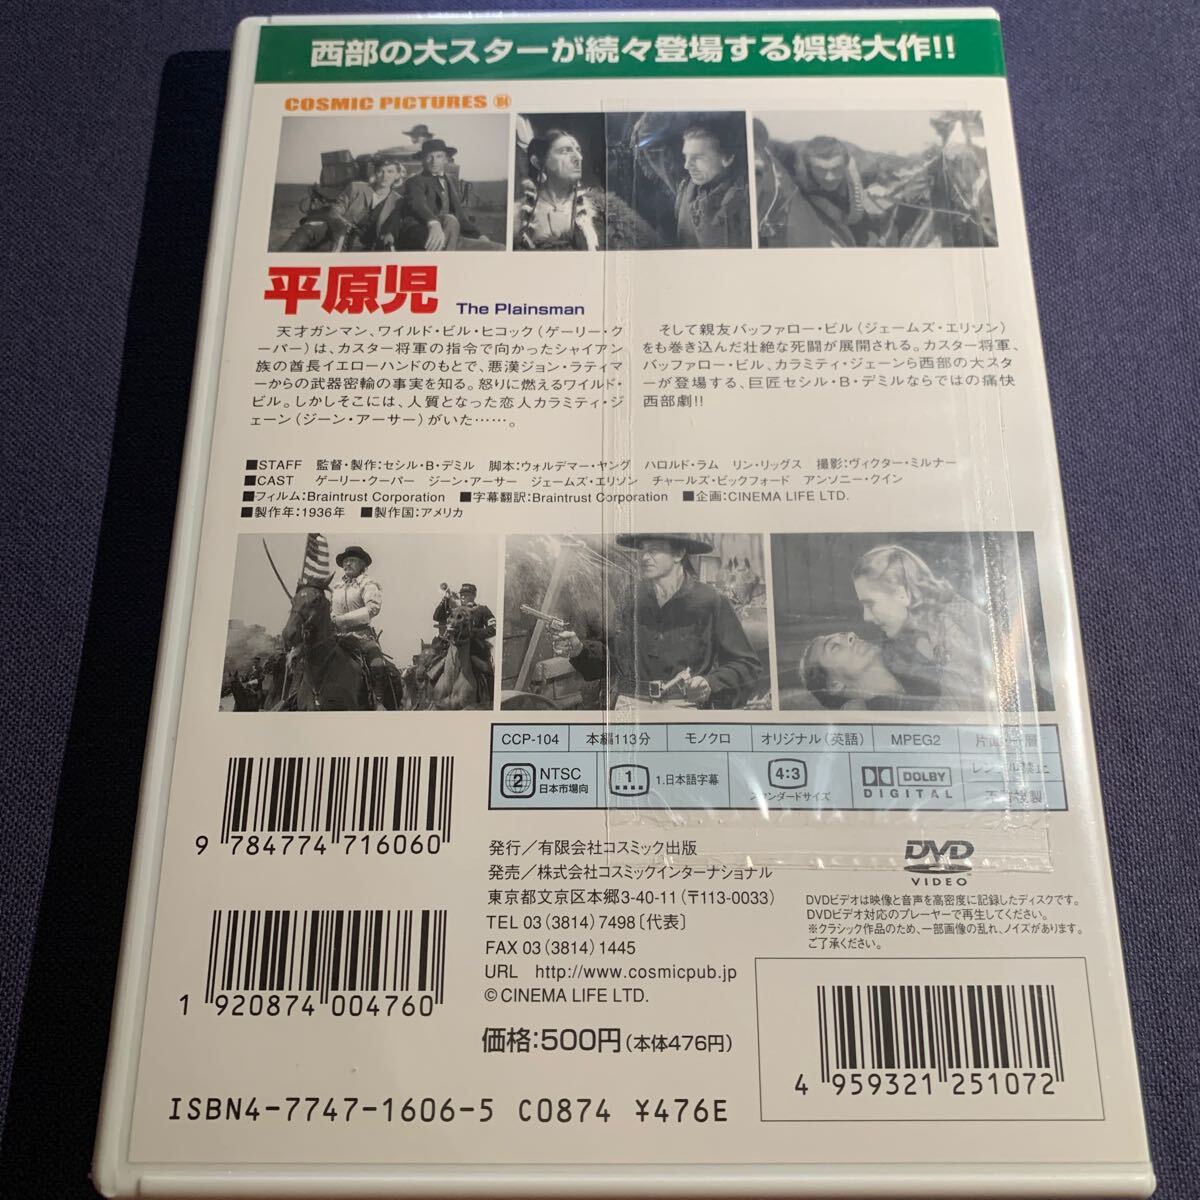 西部の大スターが続々登場する娯楽大作!!
COSMIC PICTURES 104
平原児 The Plainsman
天才ガンマン、ワイルド・ビル・ヒコック(ゲーリー・ク
ーパー)は、カスター将軍の指令で向かったシャイアン
族の酋長イエローハンドのもとで、悪漢ジョン・ラティマ
ーからの武器密輸の事実を知る。怒りに燃えるワイルド・
ビル。しかしそこには、人質となった恋人カラミティ・ジ
ェーン(ジーン・アーサー)がいた……。
そして親友バッファロー・ビル(ジェームズ・エリソン)
をも巻き込んだ壮絶な死闘が展開される。カスター将軍、
バッファロー・ビル、カラミティ・ジェーンら西部の大スタ
ーが登場する、巨匠セシル・B・デミルならではの痛快
西部劇!!
■STAFF 監督・製作:セシル・B・デミル 脚本:ウォルデマー・ヤング ハロルド・ラム リン・リッグス 撮影:ヴィクター・ミルナー
■CAST ゲーリー・クーパー ジーン・アーサー ジェームズ・エリソン チャールズ・ビックフォード アンソニー・クイン
■フィルム:Braintrust Corporation ■字幕翻訳:Braintrust Corporation ■企画:CINEMA LIFE LTD.
■製作年:1936年 ■製作国:アメリカ
CCP-104 本編113分 モノクロ オリジナル(英語) MPEG2 片面一層
2 NTSC 日本市場向 1 1.日本語字幕 4:3 スタンダードサイズ DOLBY DIGITAL レンタル禁止 不許複製
9 784774 716060
発行/有限会社コスミック出版
発売/株式会社コスミックインターナショナル
東京都文京区本郷3-40-11(〒113-0033)
TEL 03(3814)7498〔代表〕
FAX 03(3814)1445
URL http://www.cosmicpub.jp
©CINEMA LIFE LTD.
DVD VIDEO
DVDビデオは映像と音声を高密度に記録したディスクです。
DVDビデオ対応のプレーヤーで再生してください。
※クラシック作品のため、一部画像の乱れ、ノイズがあります。
ご了承ください。
1 920874 004760
価格:500円(本体476円)
4 959321 251072
ISBN4-7747-1606-5 C0874 ¥476E